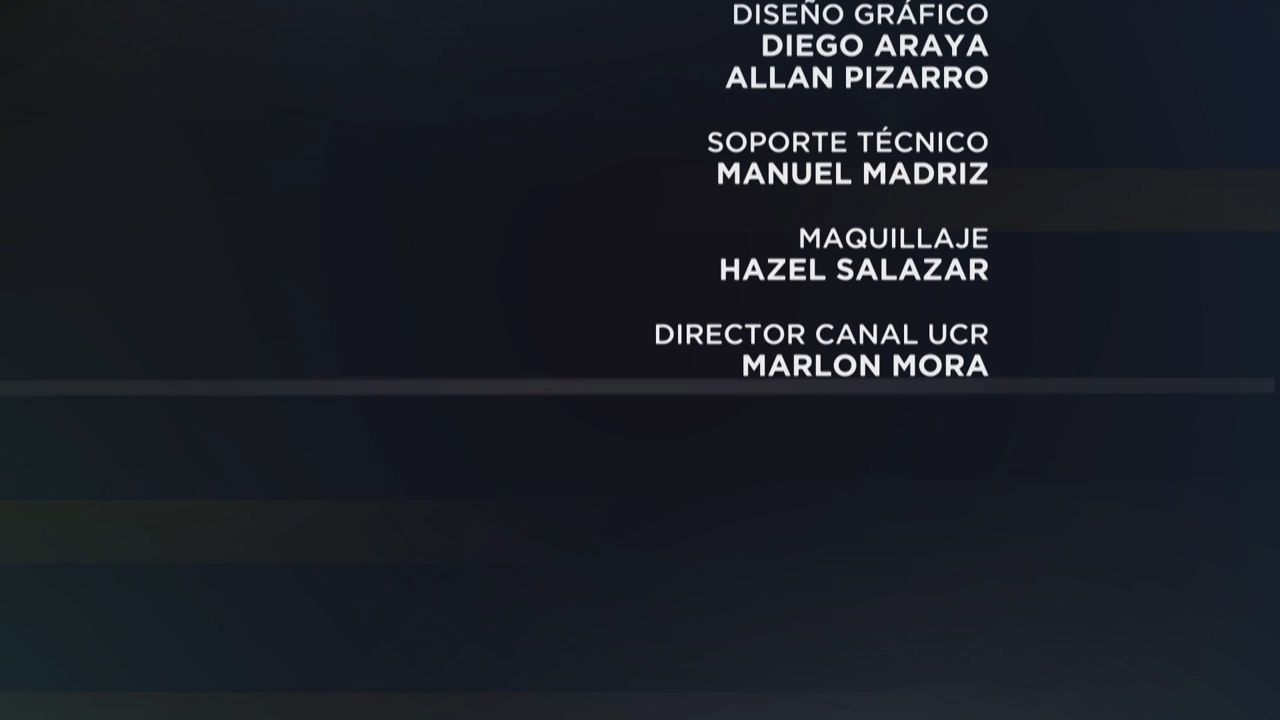 DISEÑO GRÁFICO
DIEGO ARAYA
ALLAN PIZARRO
SOPORTE TÉCNICO
MANUEL MADRIZ
MAQUILLAJE
HAZEL SALAZAR
DIRECTOR CANAL UCR
MARLON MORA